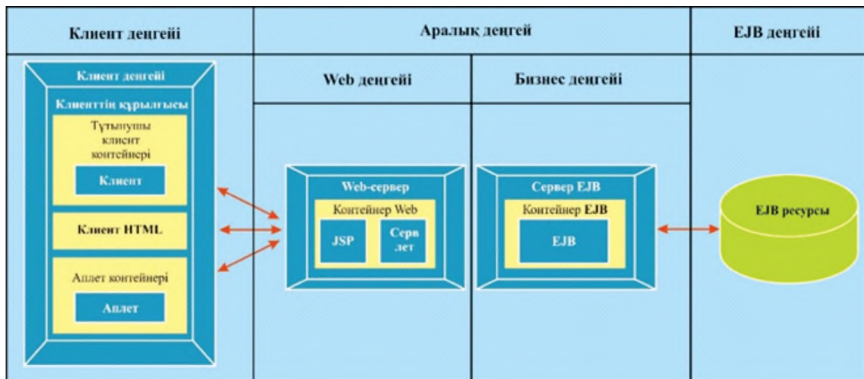 Клиент деңгейі
Аралық деңгей
EJB деңгейі
Web деңгейі
Бизнес деңгейі
Клиент деңгейі
Клиенттің құрылғысы
Тұтынушы
клиент
контейнері
Клиент
Клиент HTML
Аплет контейнері
Аплет
Web-сервер
Контейнер Web
JSP
Серв
лет
Сервер EJB
Контейнер EJB
EJB
EJB ресурсы